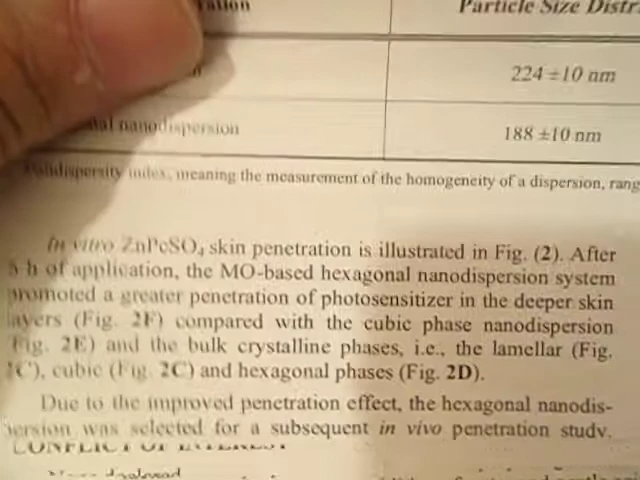 Particle Size Distr
224 ±10 nm
nanodispersion
188 ±10 nm
index, meaning the measurement of the homogeneity of a dispersion, rang
In vitro ZnPcSO4 skin penetration is illustrated in Fig. (2). After
h of application, the MO-based hexagonal nanodispersion system
promoted a greater penetration of photosensitizer in the deeper skin
layers (Fig. 2F) compared with the cubic phase nanodispersion
Fig. 2E) and the bulk crystalline phases, i.e., the lamellar (Fig.
cubic (Fig. 2C) and hexagonal phases (Fig. 2D).
Due to the improved penetration effect, the hexagonal nanodis-
persion was selected for a subsequent in vivo penetration study.
CONFLICT OF INTEREST